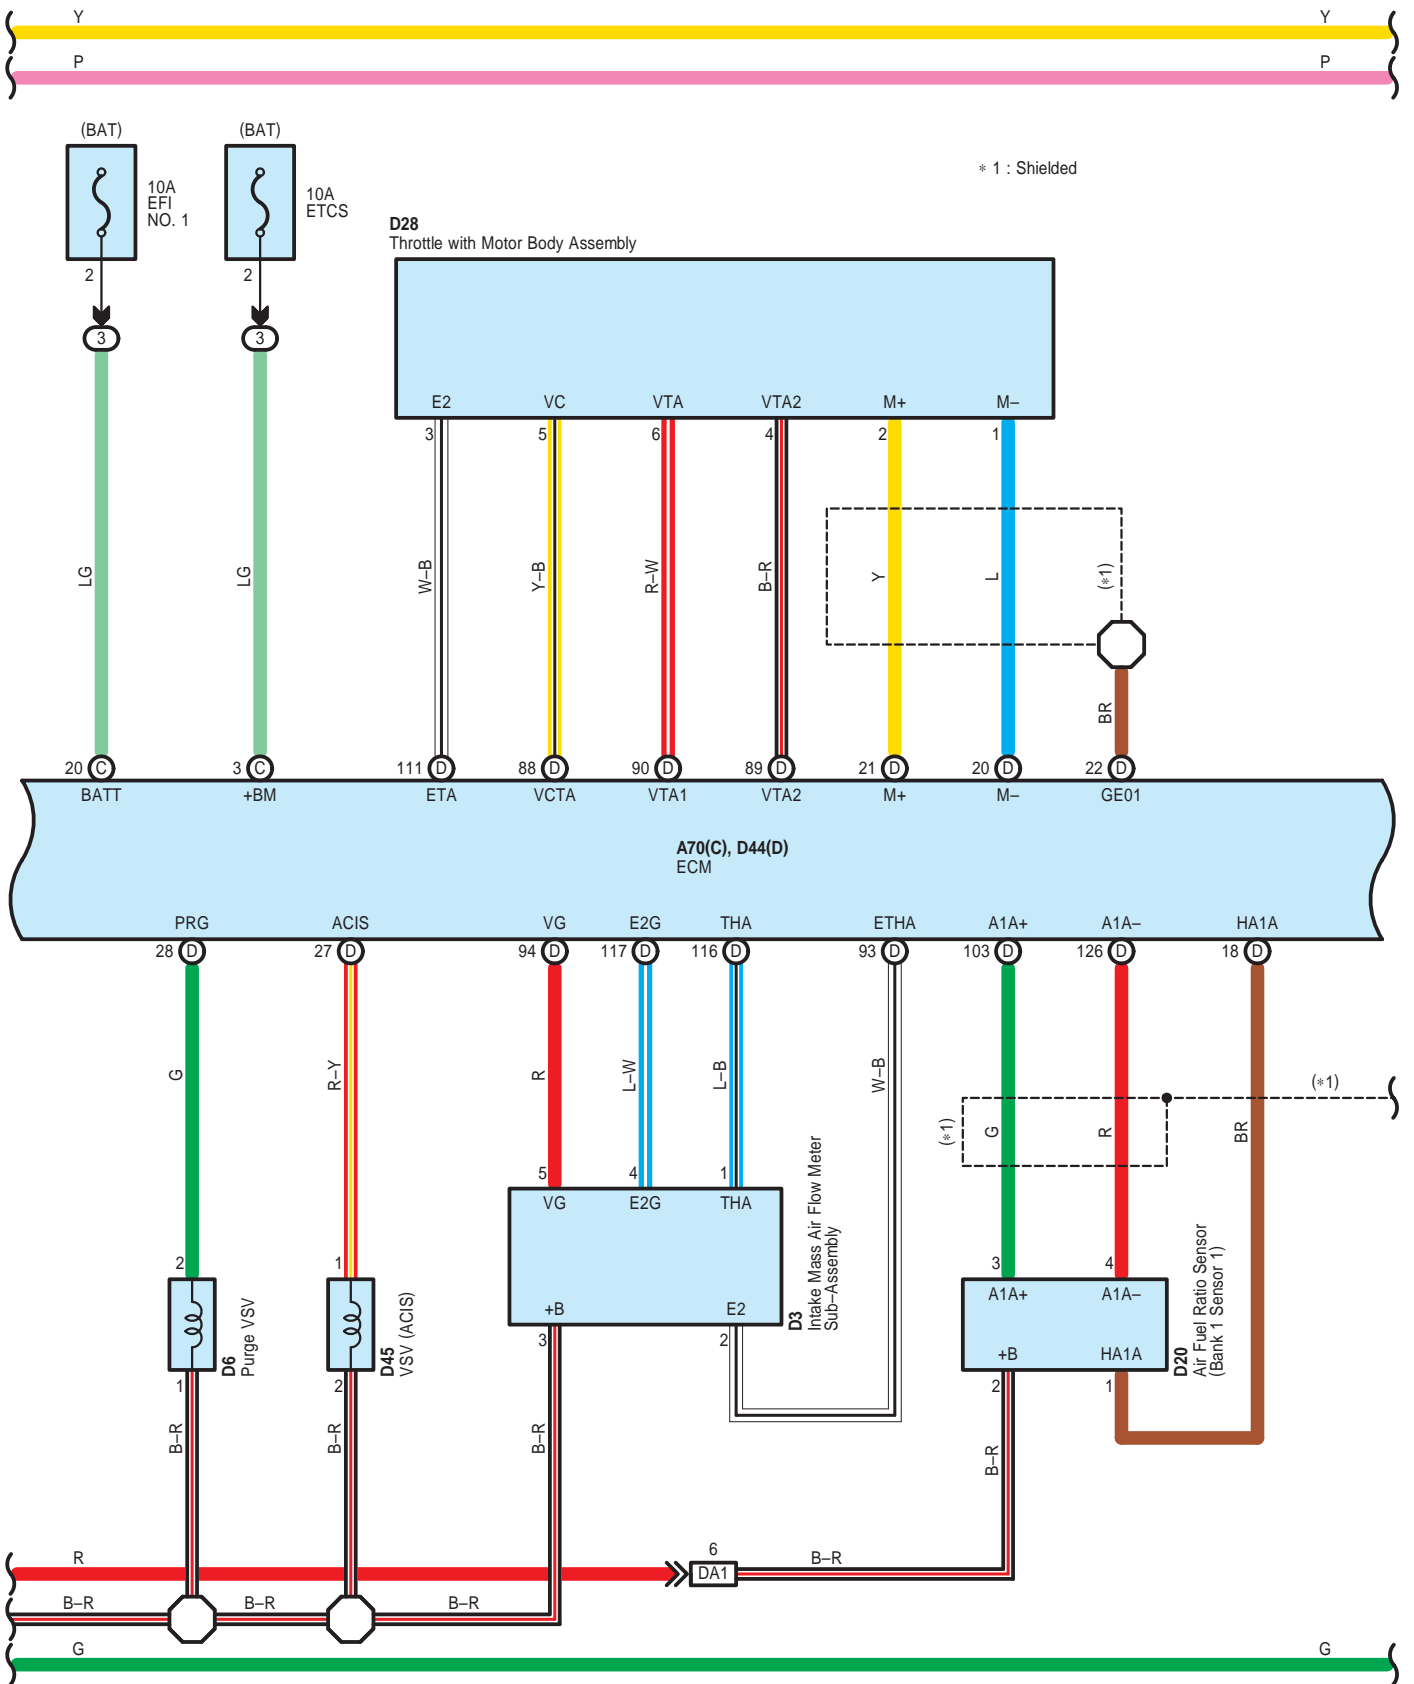 Y Y
P P
(BAT) (BAT)
∗ 1 : Shielded
10A
EFI
NO. 1
10A
ETCS
D28
Throttle with Motor Body Assembly
2 2
3 3
E2 VC VTA VTA2 M+ M–
3 5 6 4 2 1
LG LG W–B Y–B R–W B–R Y L (∗1)
BR
20 C 3 C 111 D 88 D 90 D 89 D 21 D 20 D 22 D
BATT +BM ETA VCTA VTA1 VTA2 M+ M– GE01
A70(C), D44(D)
ECM
PRG ACIS VG E2G THA ETHA A1A+ A1A– HA1A
28 D 27 D 94 D 117 D 116 D 93 D 103 D 126 D 18 D
G R–Y R L–W L–B W–B (∗1)
(∗1) G R BR
5 4 1
VG E2G THA
D3
Intake Mass Air Flow Meter
Sub–Assembly
2 1 3 4
+B E2
A1A+ A1A–
D6
Purge VSV
D45
VSV (ACIS)
3 2
+B HA1A
D20
Air Fuel Ratio Sensor
(Bank 1 Sensor 1)
1 2 2 1
B–R B–R B–R B–R
R 6 B–R
DA1
B–R B–R B–R
G G